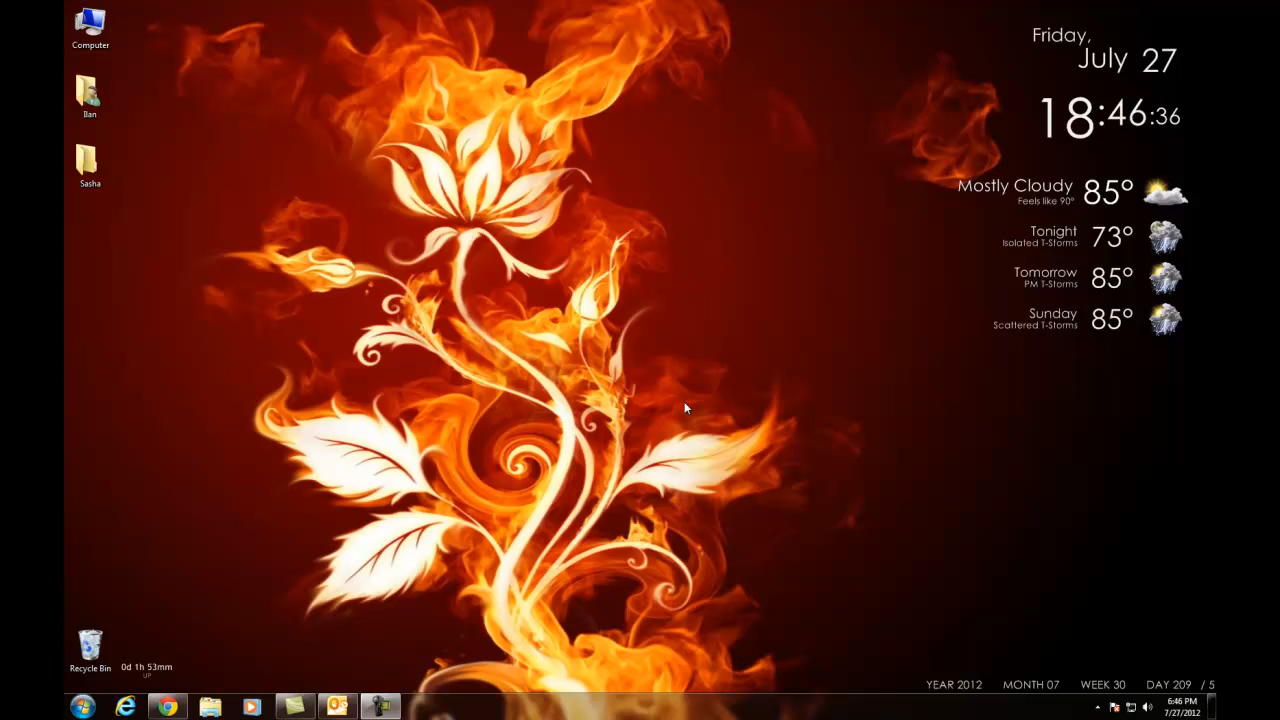 Computer
Ilan
Sasha
Friday,
July 27
18:46:36
Mostly Cloudy 85°
Feels like 90°
Tonight 73°
Isolated T-Storms
Tomorrow 85°
PM T-Storms
Sunday 85°
Scattered T-Storms
Recycle Bin
0d 1h 53mm
UP
YEAR 2012 MONTH 07 WEEK 30 DAY 209 / 5
6:46 PM
7/27/2012